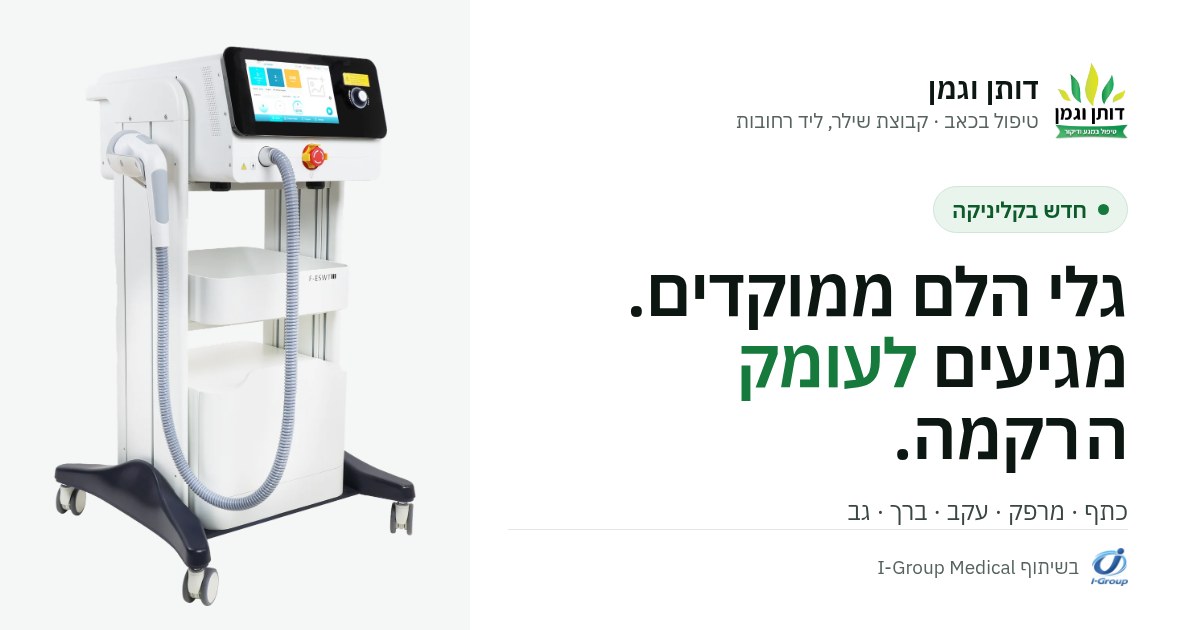 דותן וגמן
טיפול בכאב · קבוצת שילר, ליד רחובות
דותן וגמן
טיפול במגע ודיקור
חדש בקליניקה
גלי הלם ממוקדים.
מגיעים לעומק
הרקמה.
כתף · מרפק · עקב · ברך · גב
בשיתוף I-Group Medical
I-Group
F-ESWT